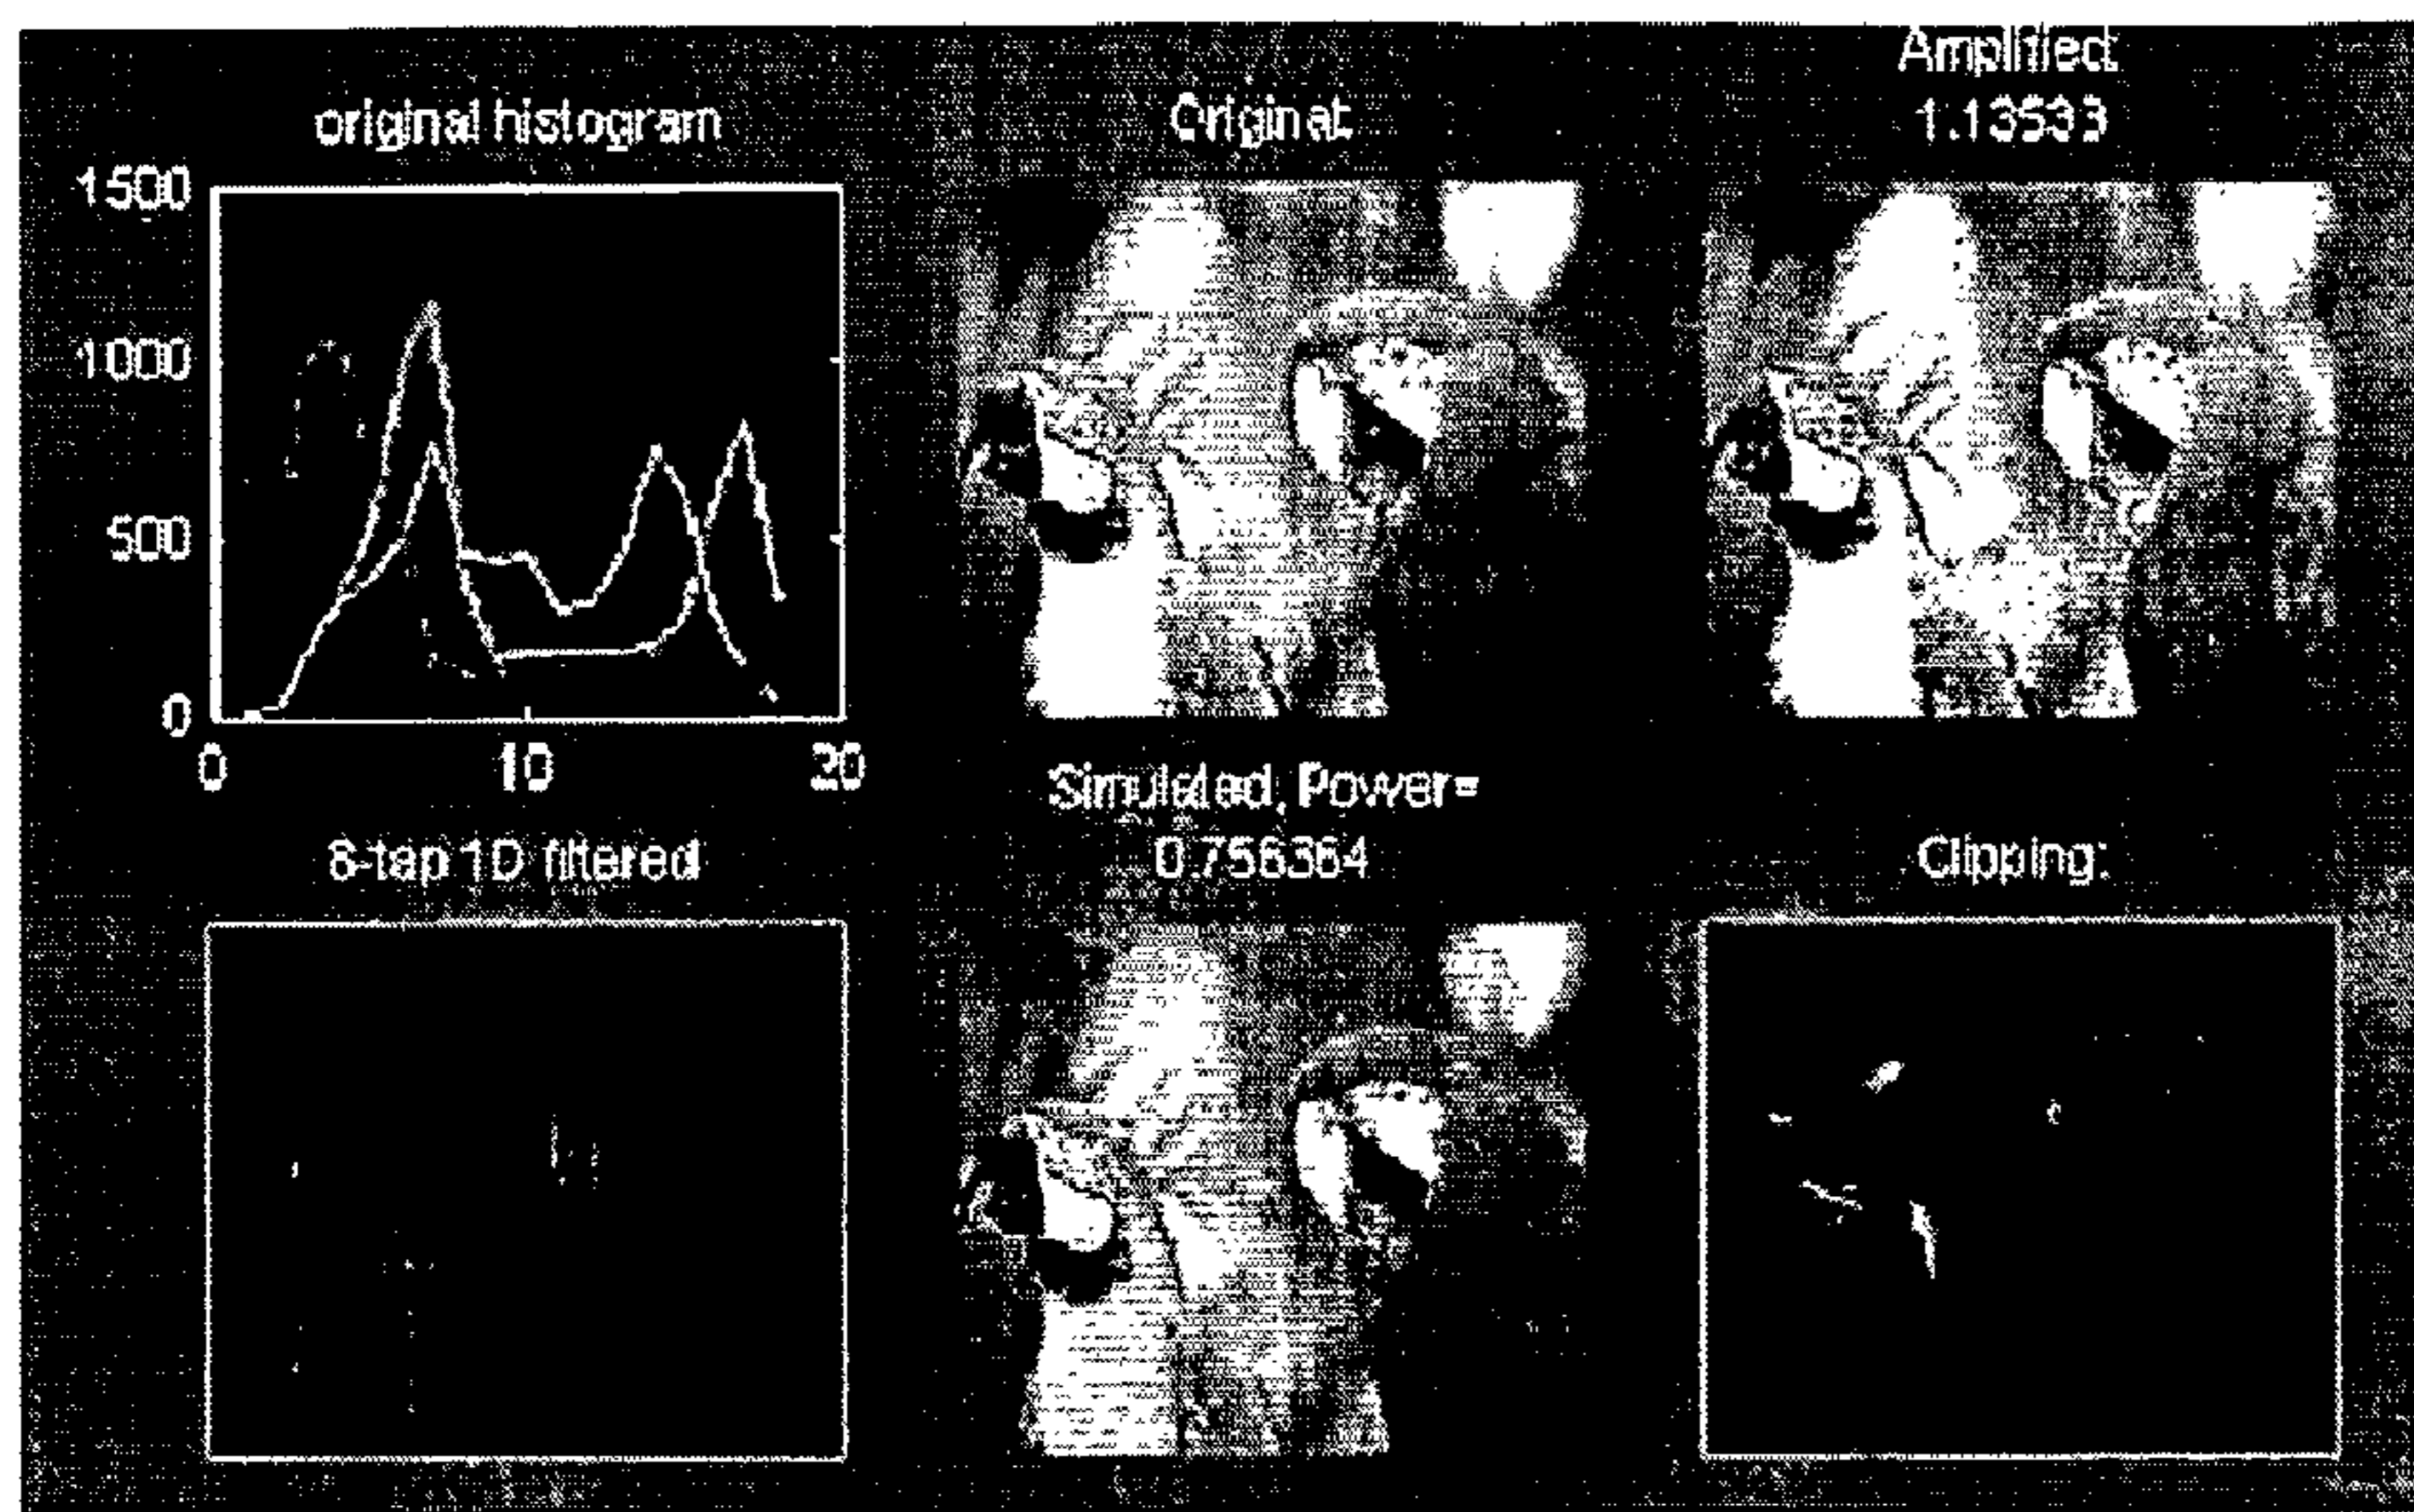 original histogram
1500
1000
500
0
0 10 20
Original:
Amplified:
1.13533
8-tap 1D filtered
Simulated, Power=
0.756364
Clipping: